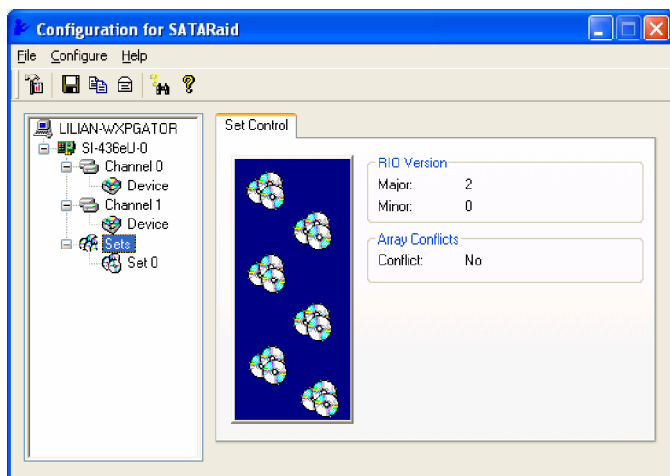 Configuration for SATARaid
File Configure Help
LILIAN-WXPGATOR
SI-436eU-0
Channel 0
Device
Channel 1
Device
Sets
Set 0
Set Control
RIO Version
Major: 2
Minor: 0
Array Conflicts
Conflict: No